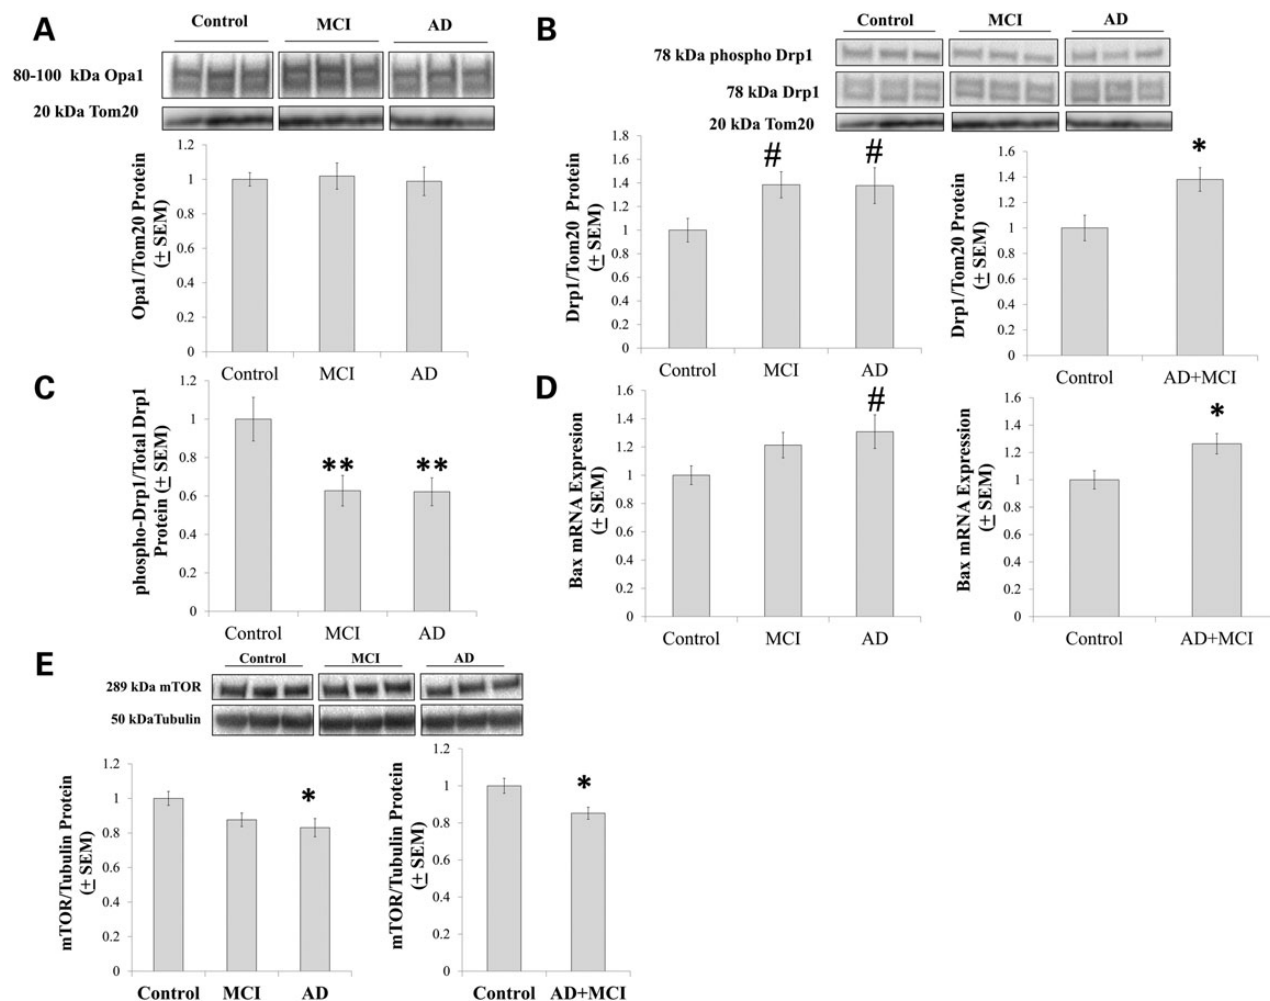 A
Control
MCI
AD
80-100 kDa Opa1
20 kDa Tom20
Opa1/Tom20 Protein
(± SEM)
1.2
1
0.8
0.6
0.4
0.2
0
Control
MCI
AD
B
Control
MCI
AD
78 kDa phospho Drp1
78 kDa Drp1
20 kDa Tom20
Drp1/Tom20 Protein
(± SEM)
1.8
1.6
1.4
1.2
1
0.8
0.6
0.4
0.2
0
#
#
Control
MCI
AD
Drp1/Tom20 Protein
(± SEM)
1.6
1.4
1.2
1
0.8
0.6
0.4
0.2
0
*
Control
AD+MCI
C
phospho-Drp1/Total Drp1
Protein (± SEM)
1.2
1
0.8
0.6
0.4
0.2
0
**
**
Control
MCI
AD
D
Bax mRNA Expresion
(± SEM)
1.6
1.4
1.2
1
0.8
0.6
0.4
0.2
0
#
Control
MCI
AD
Bax mRNA Expression
(± SEM)
1.6
1.4
1.2
1
0.8
0.6
0.4
0.2
0
*
Control
AD+MCI
E
Control
MCI
AD
289 kDa mTOR
50 kDaTubulin
mTOR/Tubulin Protein
(± SEM)
1.2
1
0.8
0.6
0.4
0.2
0
*
Control
MCI
AD
mTOR/Tubulin Protein
(± SEM)
1.2
1
0.8
0.6
0.4
0.2
0
*
Control
AD+MCI